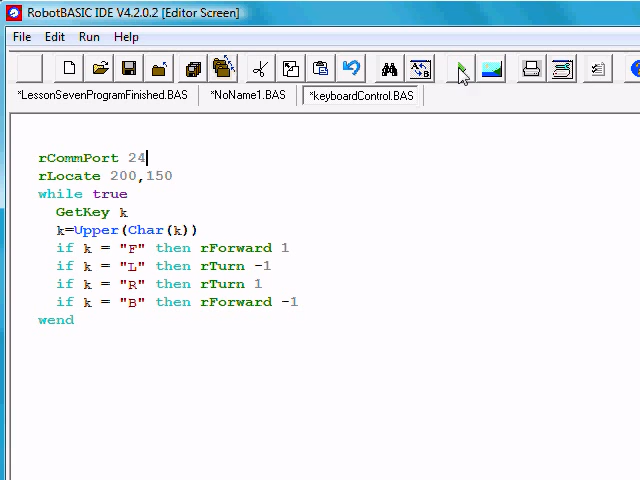 RobotBASIC IDE V4.2.0.2 [Editor Screen]
File Edit Run Help
*LessonSevenProgramFinished.BAS *NoName1.BAS *keyboardControl.BAS
rCommPort 24
rLocate 200,150
while true
  GetKey k
  k=Upper(Char(k))
  if k = "F" then rForward 1
  if k = "L" then rTurn -1
  if k = "R" then rTurn 1
  if k = "B" then rForward -1
wend